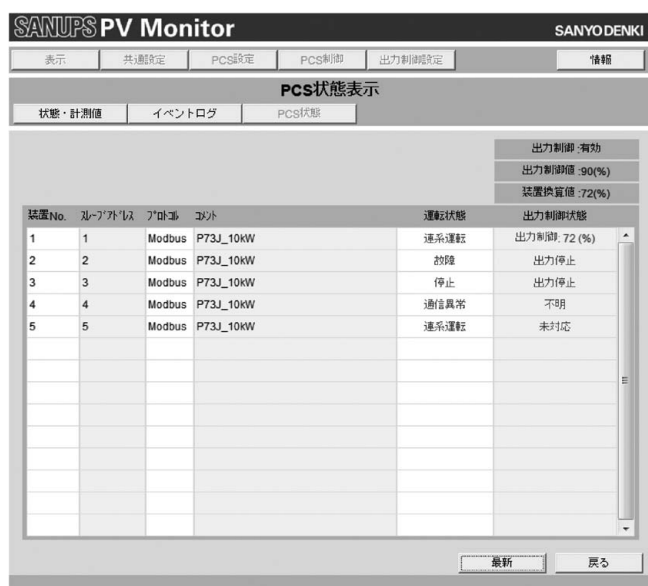 SANUPS PV Monitor SANYO DENKI
表示 共通設定 PCS設定 PCS制御 出力制御設定 情報
PCS状態表示
状態・計測値 イベントログ PCS状態
出力制御:有効
出力制御値:90(%)
装置換算値:72(%)
装置No. スレーブアドレス プロトコル コメント 運転状態 出力制御状態
1 1 Modbus P73J_10kW 連系運転 出力制御: 72 (%)
2 2 Modbus P73J_10kW 故障 出力停止
3 3 Modbus P73J_10kW 停止 出力停止
4 4 Modbus P73J_10kW 通信異常 不明
5 5 Modbus P73J_10kW 連系運転 未対応
最新 戻る